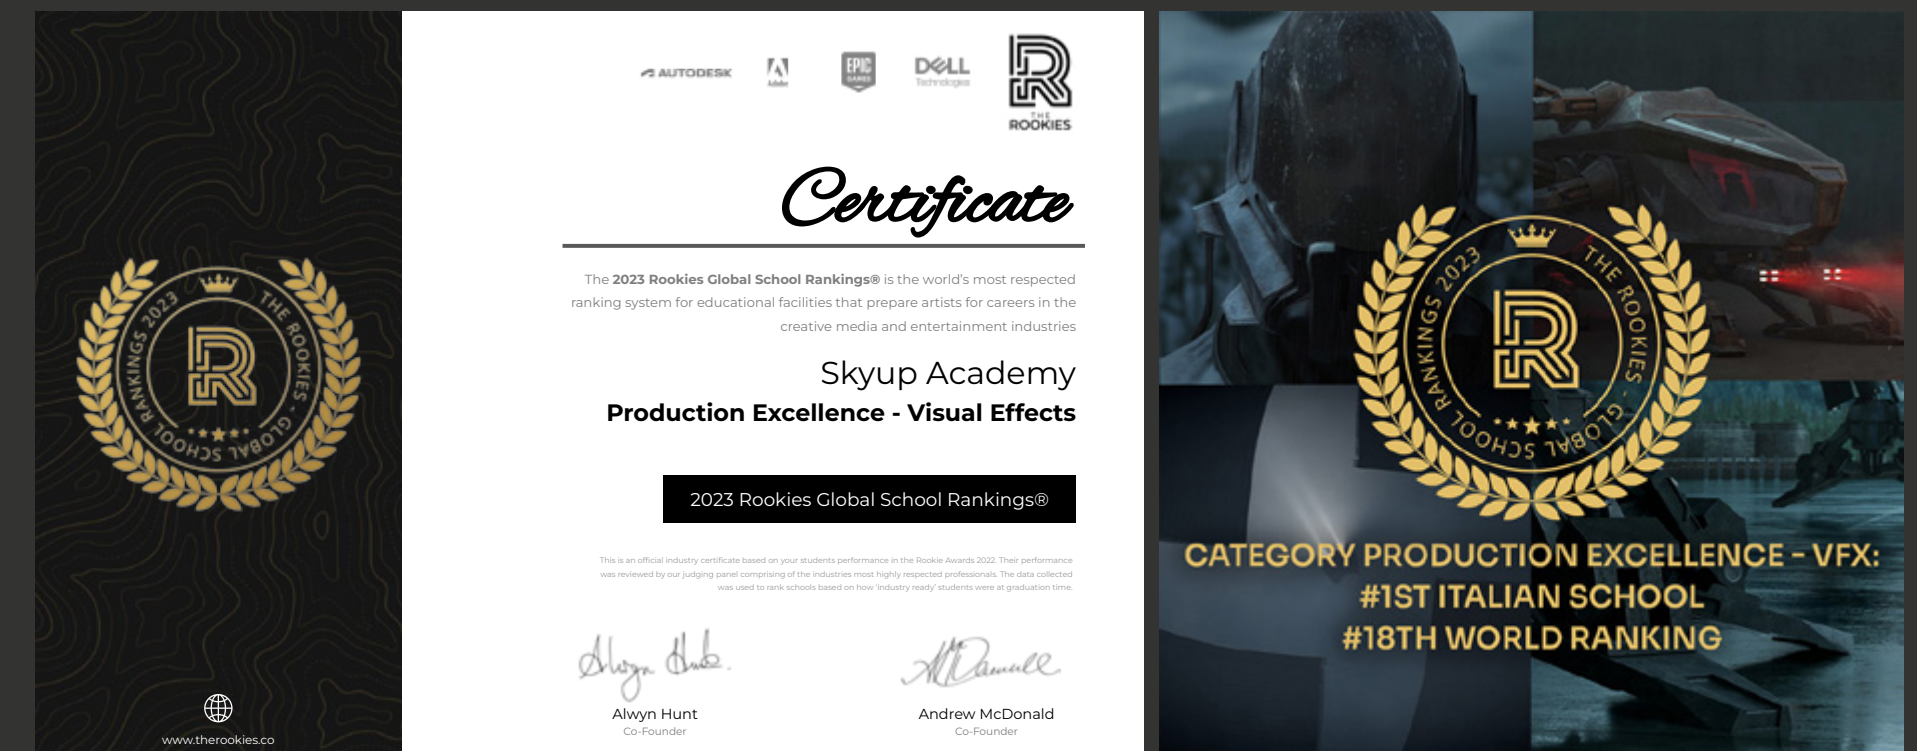 THE ROOKIES - GLOBAL SCHOOL RANKINGS 2023
R
www.therookies.co
AUTODESK
Adobe
EPIC
GAMES
DELL
Technologies
R
THE
ROOKIES
Certificate
The 2023 Rookies Global School Rankings® is the world's most respected
ranking system for educational facilities that prepare artists for careers in the
creative media and entertainment industries
Skyup Academy
Production Excellence - Visual Effects
2023 Rookies Global School Rankings®
This is an official industry certificate based on your students performance in the Rookie Awards 2022. Their performance
was reviewed by our judging panel comprising of the industries most highly respected professionals. The data collected
was used to rank schools based on how 'industry ready' students were at graduation time.
Alwyn Hunt
Andrew McDonald
Co-Founder
Co-Founder
THE ROOKIES - GLOBAL SCHOOL RANKINGS 2023
R
CATEGORY PRODUCTION EXCELLENCE - VFX:
#1ST ITALIAN SCHOOL
#18TH WORLD RANKING